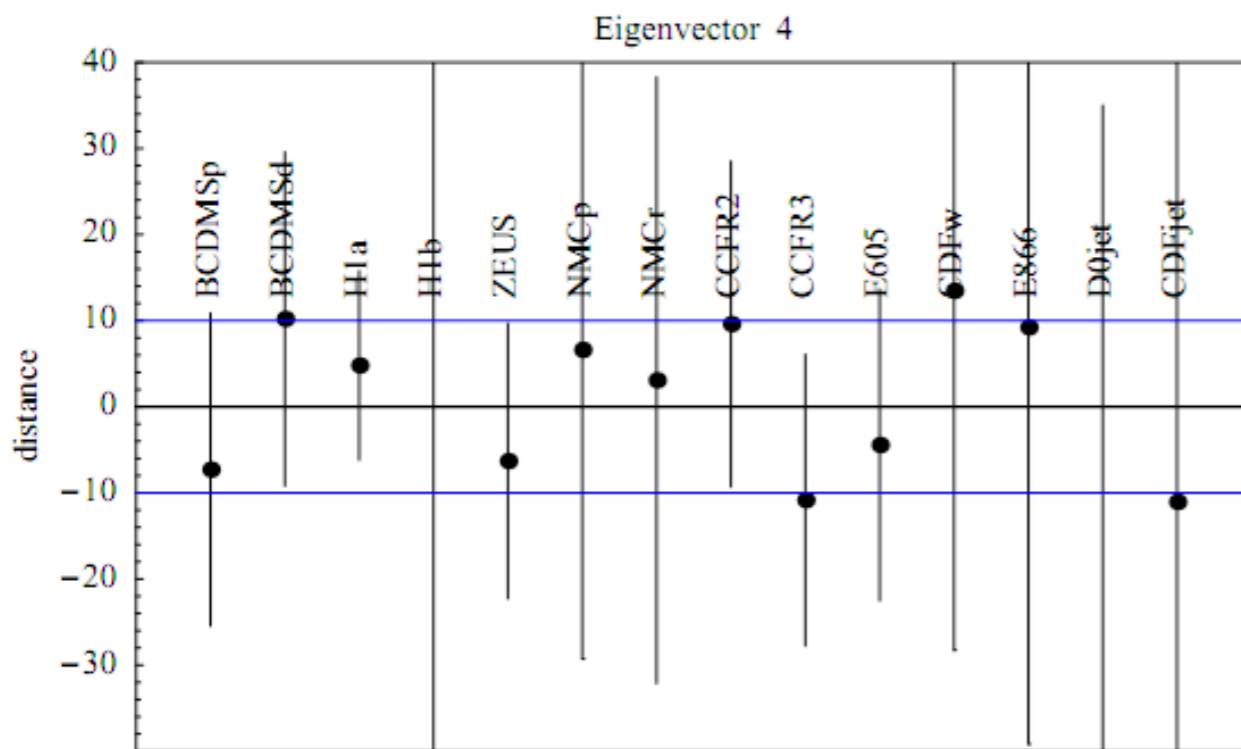 Eigenvector 4
40
30
20
10
0
−10
−20
−30
distance
BCDMSp
BCDMSd
H1a
H1b
ZEUS
NMCp
NMCr
CCFR2
CCFR3
E605
CDFw
E866
D0jet
CDFjet